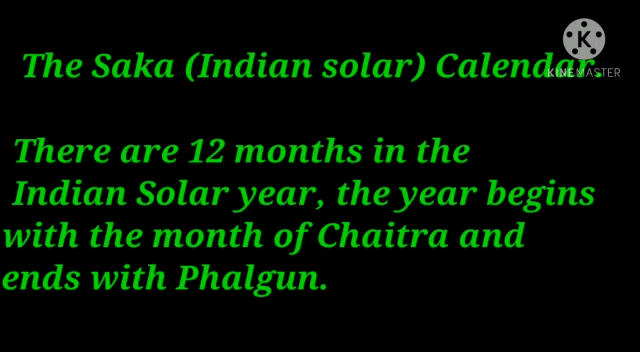 The Saka (Indian solar) Calendar
K
KINEMASTER
There are 12 months in the
Indian Solar year, the year begins
with the month of Chaitra and
ends with Phalgun.